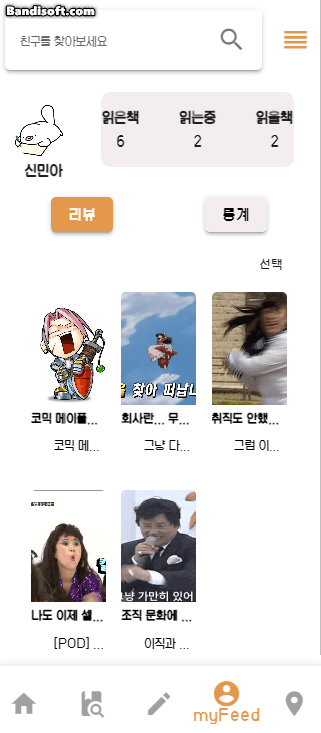 Bandisoft.com
친구를 찾아보세요
읽은책 읽는중 읽을책
6 2 2
신민아
리뷰 통계
선택
을 찾아 떠납니
코믹 메이플... 회사란... 무... 취직도 안했...
코믹 메... 그냥 다... 그럼 이...
그냥 가만히 있어
나도 이제 셀... 조직 문화에 ...
[POD] ... 이직과 ...
myFeed